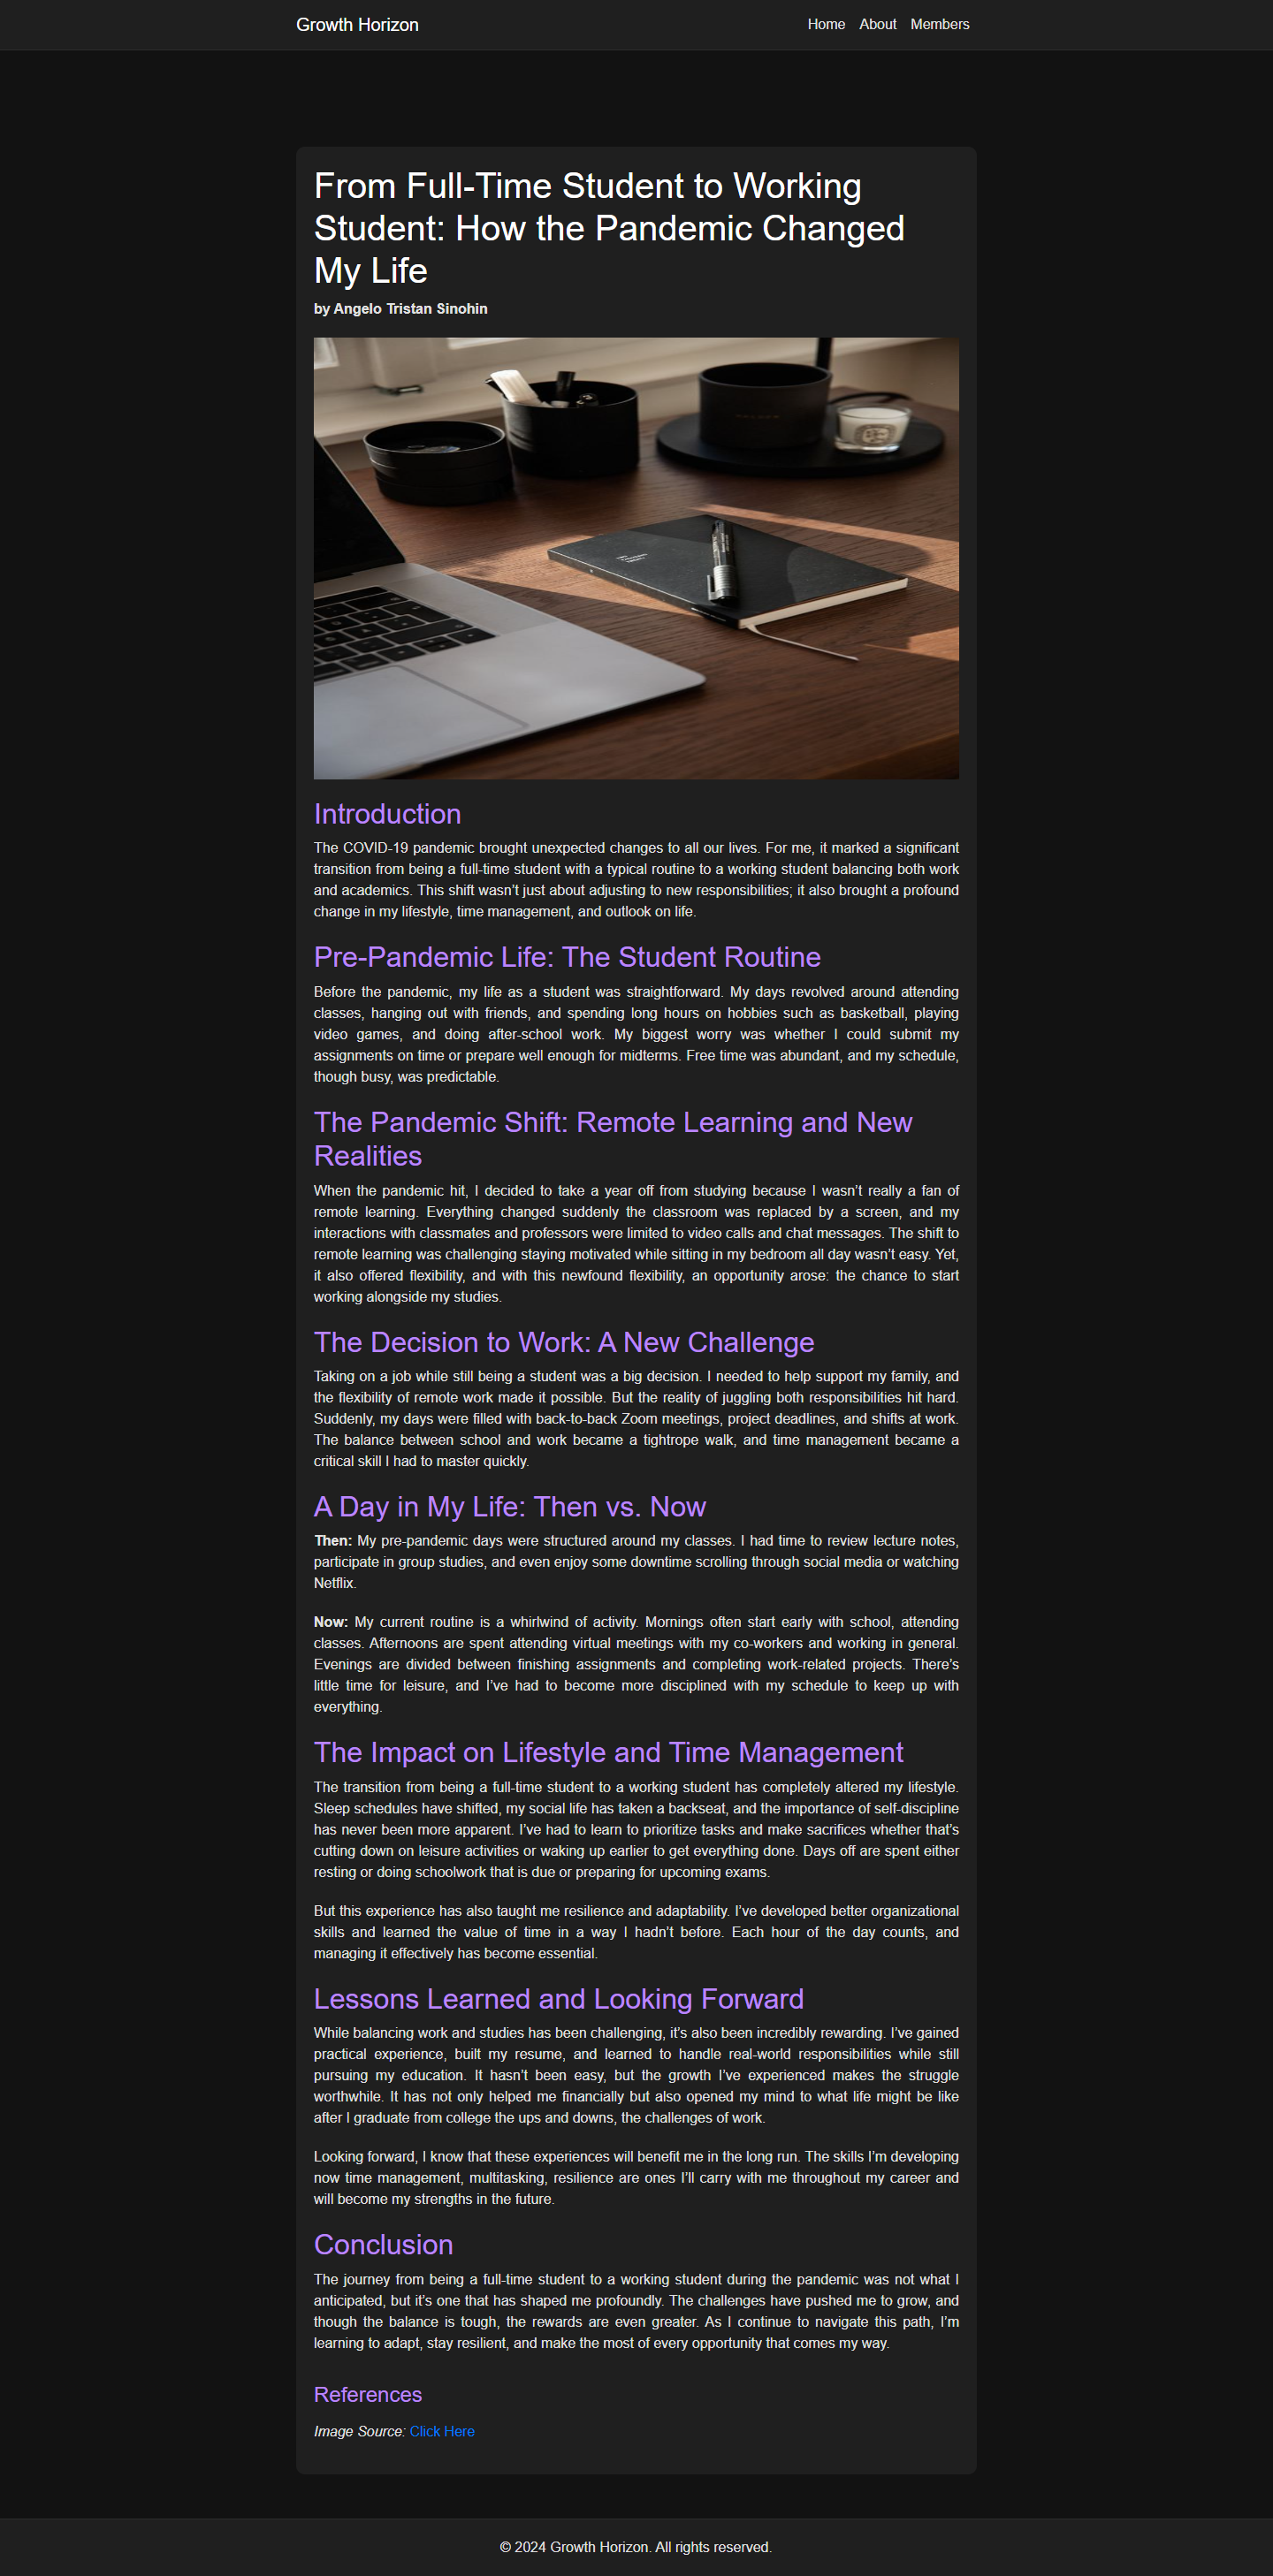 Growth Horizon
Home About Members
From Full-Time Student to Working
Student: How the Pandemic Changed
My Life
by Angelo Tristan Sinohin
Introduction
The COVID-19 pandemic brought unexpected changes to all our lives. For me, it marked a significant
transition from being a full-time student with a typical routine to a working student balancing both work
and academics. This shift wasn’t just about adjusting to new responsibilities; it also brought a profound
change in my lifestyle, time management, and outlook on life.
Pre-Pandemic Life: The Student Routine
Before the pandemic, my life as a student was straightforward. My days revolved around attending
classes, hanging out with friends, and spending long hours on hobbies such as basketball, playing
video games, and doing after-school work. My biggest worry was whether I could submit my
assignments on time or prepare well enough for midterms. Free time was abundant, and my schedule,
though busy, was predictable.
The Pandemic Shift: Remote Learning and New
Realities
When the pandemic hit, I decided to take a year off from studying because I wasn’t really a fan of
remote learning. Everything changed suddenly the classroom was replaced by a screen, and my
interactions with classmates and professors were limited to video calls and chat messages. The shift to
remote learning was challenging staying motivated while sitting in my bedroom all day wasn’t easy. Yet,
it also offered flexibility, and with this newfound flexibility, an opportunity arose: the chance to start
working alongside my studies.
The Decision to Work: A New Challenge
Taking on a job while still being a student was a big decision. I needed to help support my family, and
the flexibility of remote work made it possible. But the reality of juggling both responsibilities hit hard.
Suddenly, my days were filled with back-to-back Zoom meetings, project deadlines, and shifts at work.
The balance between school and work became a tightrope walk, and time management became a
critical skill I had to master quickly.
A Day in My Life: Then vs. Now
Then: My pre-pandemic days were structured around my classes. I had time to review lecture notes,
participate in group studies, and even enjoy some downtime scrolling through social media or watching
Netflix.
Now: My current routine is a whirlwind of activity. Mornings often start early with school, attending
classes. Afternoons are spent attending virtual meetings with my co-workers and working in general.
Evenings are divided between finishing assignments and completing work-related projects. There’s
little time for leisure, and I’ve had to become more disciplined with my schedule to keep up with
everything.
The Impact on Lifestyle and Time Management
The transition from being a full-time student to a working student has completely altered my lifestyle.
Sleep schedules have shifted, my social life has taken a backseat, and the importance of self-discipline
has never been more apparent. I’ve had to learn to prioritize tasks and make sacrifices whether that’s
cutting down on leisure activities or waking up earlier to get everything done. Days off are spent either
resting or doing schoolwork that is due or preparing for upcoming exams.
But this experience has also taught me resilience and adaptability. I’ve developed better organizational
skills and learned the value of time in a way I hadn’t before. Each hour of the day counts, and
managing it effectively has become essential.
Lessons Learned and Looking Forward
While balancing work and studies has been challenging, it’s also been incredibly rewarding. I’ve gained
practical experience, built my resume, and learned to handle real-world responsibilities while still
pursuing my education. It hasn’t been easy, but the growth I’ve experienced makes the struggle
worthwhile. It has not only helped me financially but also opened my mind to what life might be like
after I graduate from college the ups and downs, the challenges of work.
Looking forward, I know that these experiences will benefit me in the long run. The skills I’m developing
now time management, multitasking, resilience are ones I’ll carry with me throughout my career and
will become my strengths in the future.
Conclusion
The journey from being a full-time student to a working student during the pandemic was not what I
anticipated, but it’s one that has shaped me profoundly. The challenges have pushed me to grow, and
though the balance is tough, the rewards are even greater. As I continue to navigate this path, I’m
learning to adapt, stay resilient, and make the most of every opportunity that comes my way.
References
Image Source: Click Here
© 2024 Growth Horizon. All rights reserved.